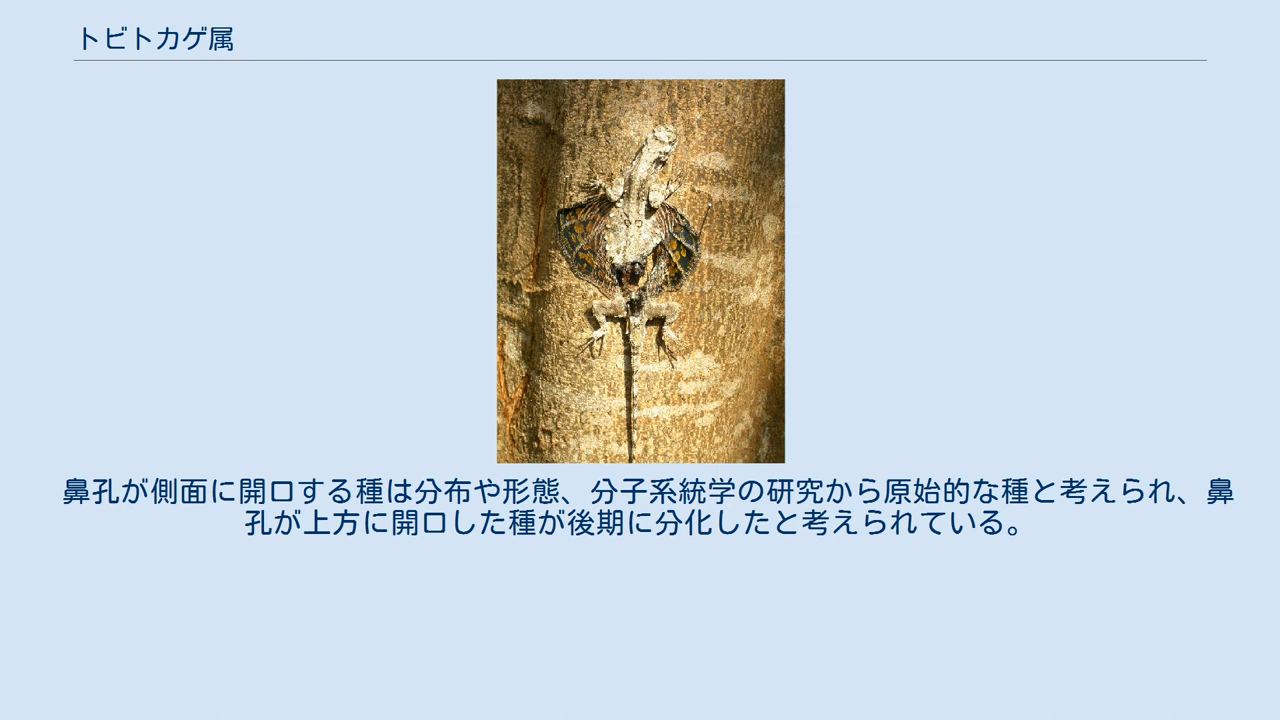 トビトカゲ属
鼻孔が側面に開口する種は分布や形態、分子系統学の研究から原始的な種と考えられ、鼻
孔が上方に開口した種が後期に分化したと考えられている。